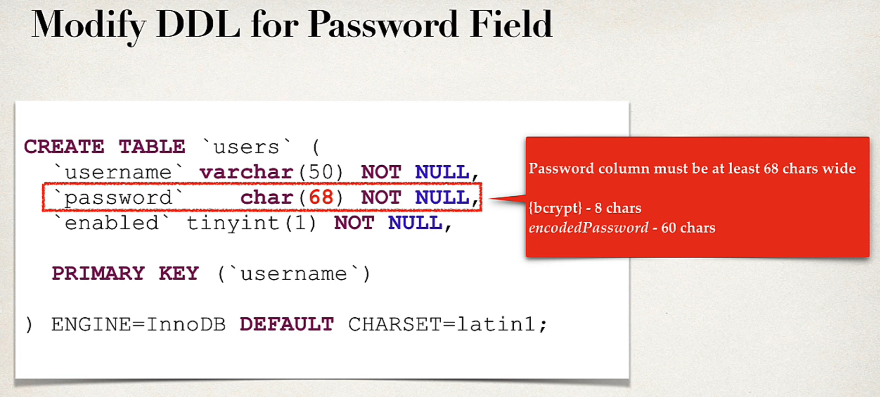 Modify DDL for Password Field
CREATE TABLE `users` (
`username` varchar(50) NOT NULL,
`password` char(68) NOT NULL,
`enabled` tinyint(1) NOT NULL,
PRIMARY KEY (`username`)
) ENGINE=InnoDB DEFAULT CHARSET=latin1;
Password column must be at least 68 chars wide
{bcrypt} - 8 chars
encodedPassword - 60 chars